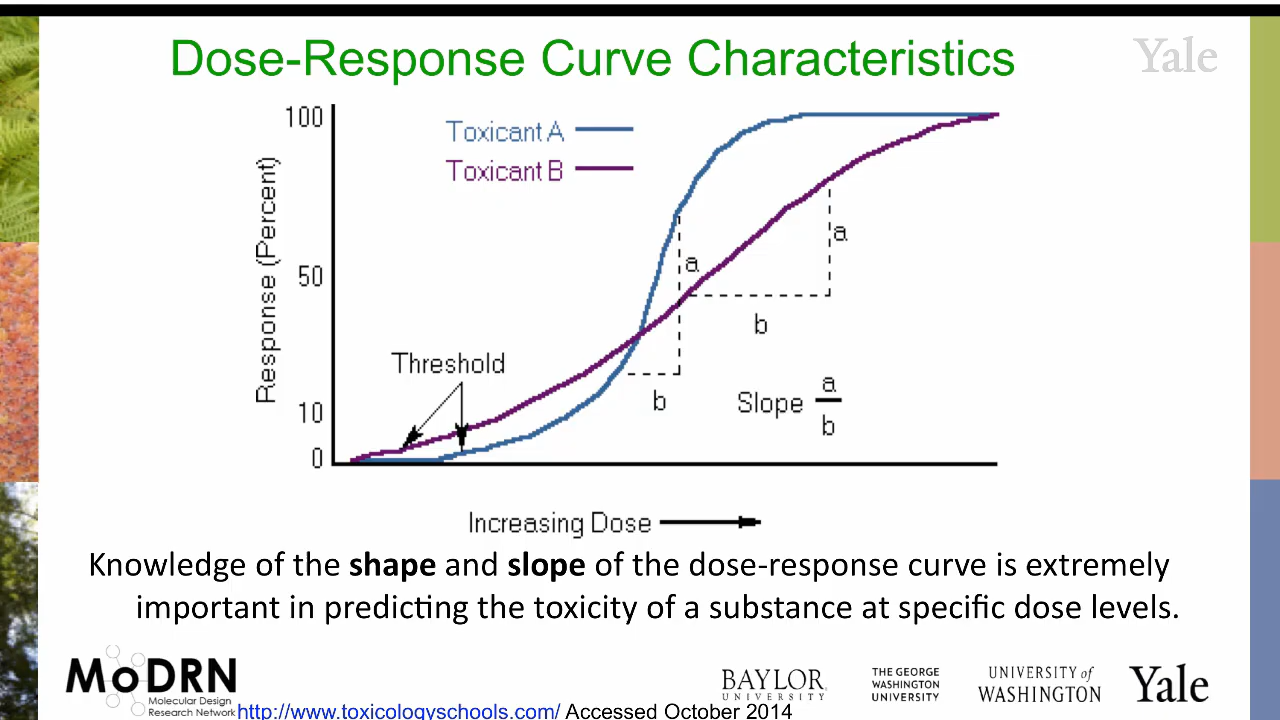 Dose-Response Curve Characteristics
Yale
100
Toxicant A
Toxicant B
Response (Percent)
a
a
50
b
Threshold
b
10
Slope a
b
0
Increasing Dose
Knowledge of the shape and slope of the dose-response curve is extremely
important in predicting the toxicity of a substance at specific dose levels.
MoDRN
Molecular Design
Research Network
BAYLOR
UNIVERSITY
THE GEORGE
WASHINGTON
UNIVERSITY
UNIVERSITY of
WASHINGTON
Yale
http://www.toxicologyschools.com/ Accessed October 2014